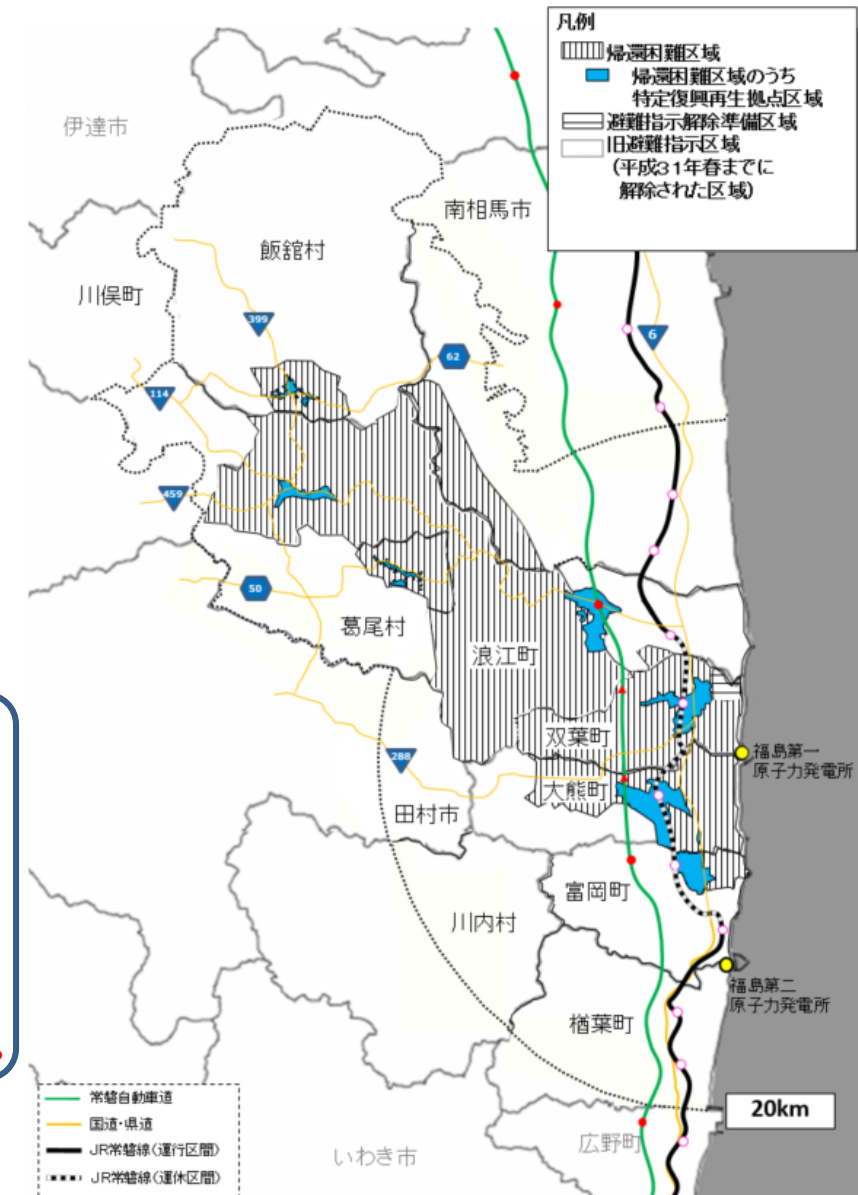 凡例
帰還困難区域
帰還困難区域のうち
特定復興再生拠点区域
避難指示解除準備区域
旧避難指示区域
(平成31年春までに
解除された区域)
伊達市
南相馬市
飯舘村
川俣町
399
6
62
114
459
50
葛尾村
浪江町
双葉町
福島第一
原子力発電所
288
大熊町
田村市
富岡町
川内村
福島第二
原子力発電所
楢葉町
20km
広野町
いわき市
常磐自動車道
国道・県道
JR常磐線(運行区間)
JR常磐線(運休区間)